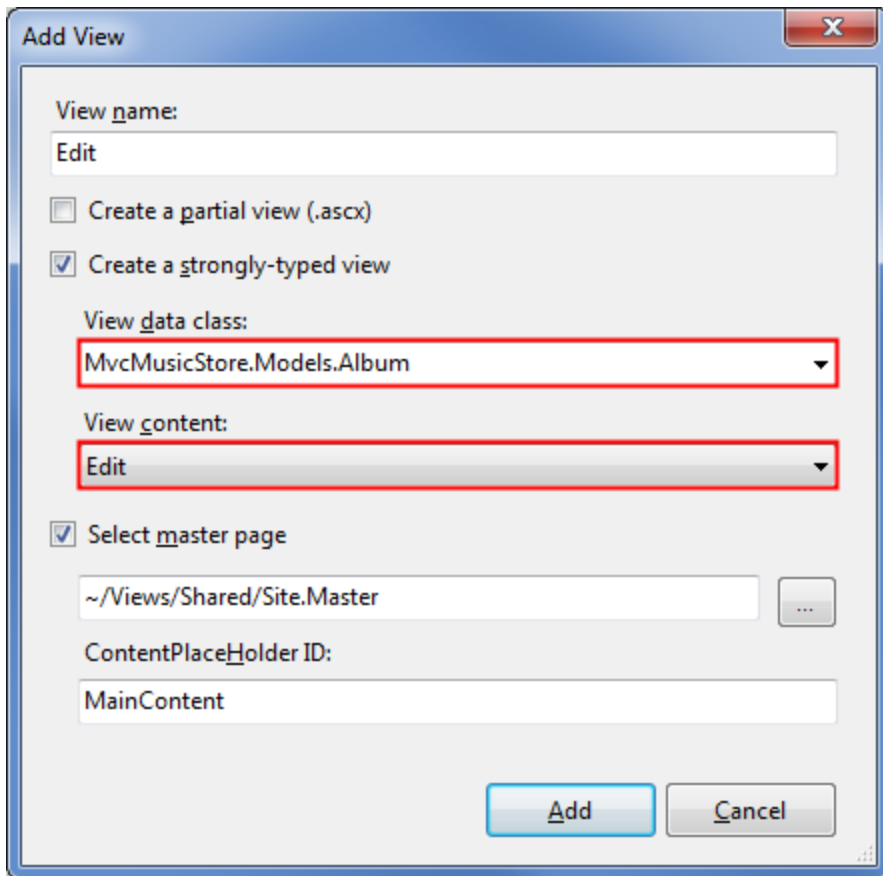 Add View
View name:
Edit
Create a partial view (.ascx)
Create a strongly-typed view
View data class:
MvcMusicStore.Models.Album
View content:
Edit
Select master page
~/Views/Shared/Site.Master
...
ContentPlaceHolder ID:
MainContent
Add Cancel